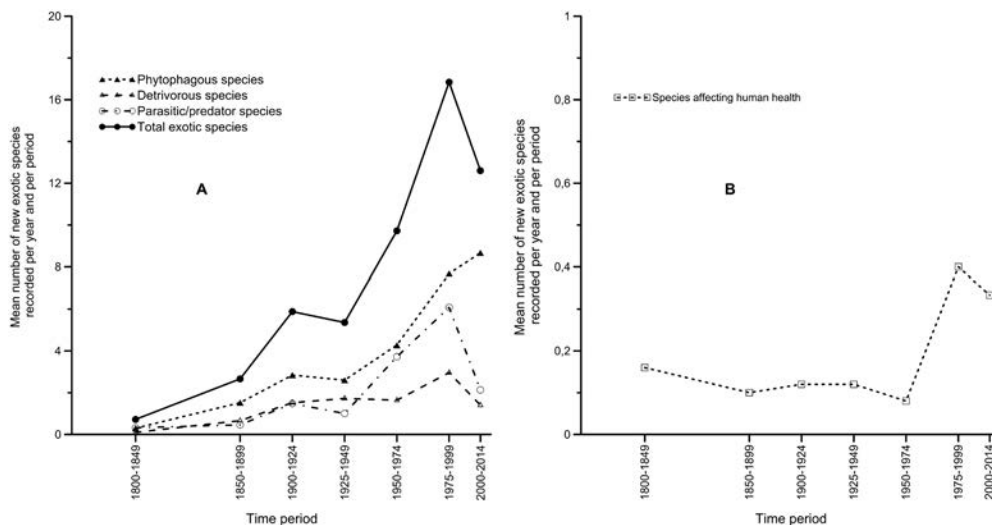 20
16
12
8
4
0
Mean number of new exotic species
recorded per year and per period
Phytophagous species
Detrivorous species
Parasitic/predator species
Total exotic species
A
1800-1849
1850-1899
1900-1924
1925-1949
1950-1974
1975-1999
2000-2014
Time period
1
0,8
0,6
0,4
0,2
0
Mean number of new exotic species
recorded per year and per period
Species affecting human health
B
1800-1849
1850-1899
1900-1924
1925-1949
1950-1974
1975-1999
2000-2014
Time period